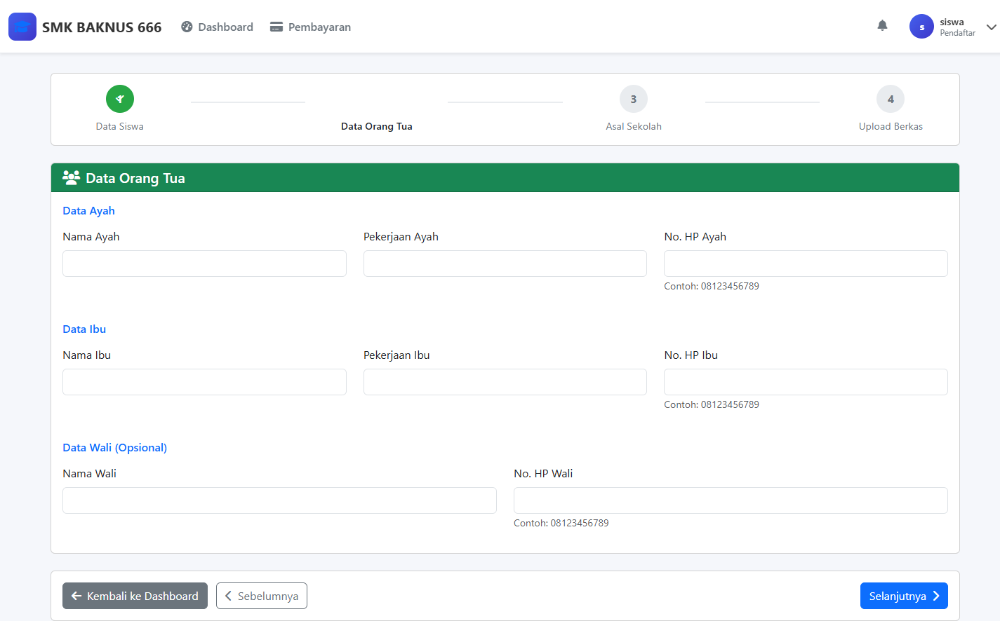 SMK BAKNUS 666 Dashboard Pembayaran
s siswa
Pendaftar
3 4
Data Siswa Data Orang Tua Asal Sekolah Upload Berkas
Data Orang Tua
Data Ayah
Nama Ayah Pekerjaan Ayah No. HP Ayah
Contoh: 08123456789
Data Ibu
Nama Ibu Pekerjaan Ibu No. HP Ibu
Contoh: 08123456789
Data Wali (Opsional)
Nama Wali No. HP Wali
Contoh: 08123456789
Kembali ke Dashboard Sebelumnya Selanjutnya